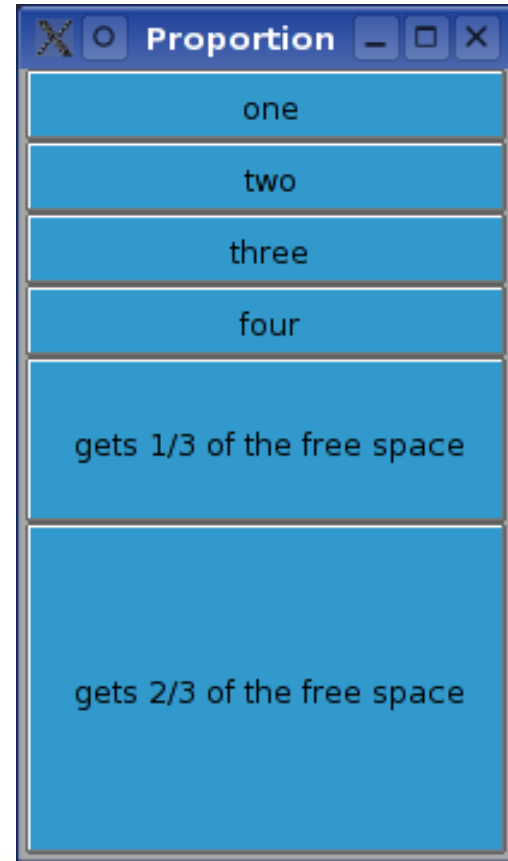 Proportion
one
two
three
four
gets 1/3 of the free space
gets 2/3 of the free space